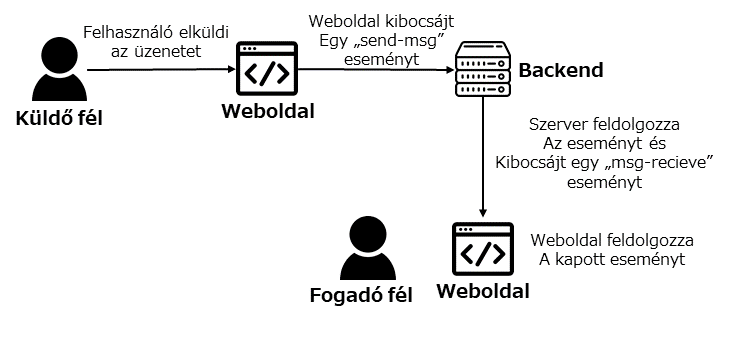 Felhasználó elküldi
az üzenetet
Weboldal kibocsájt
Egy „send-msg”
eseményt
Küldő fél
Weboldal
Backend
Szerver feldolgozza
Az eseményt és
Kibocsájt egy „msg-recieve”
eseményt
Weboldal feldolgozza
A kapott eseményt
Fogadó fél
Weboldal